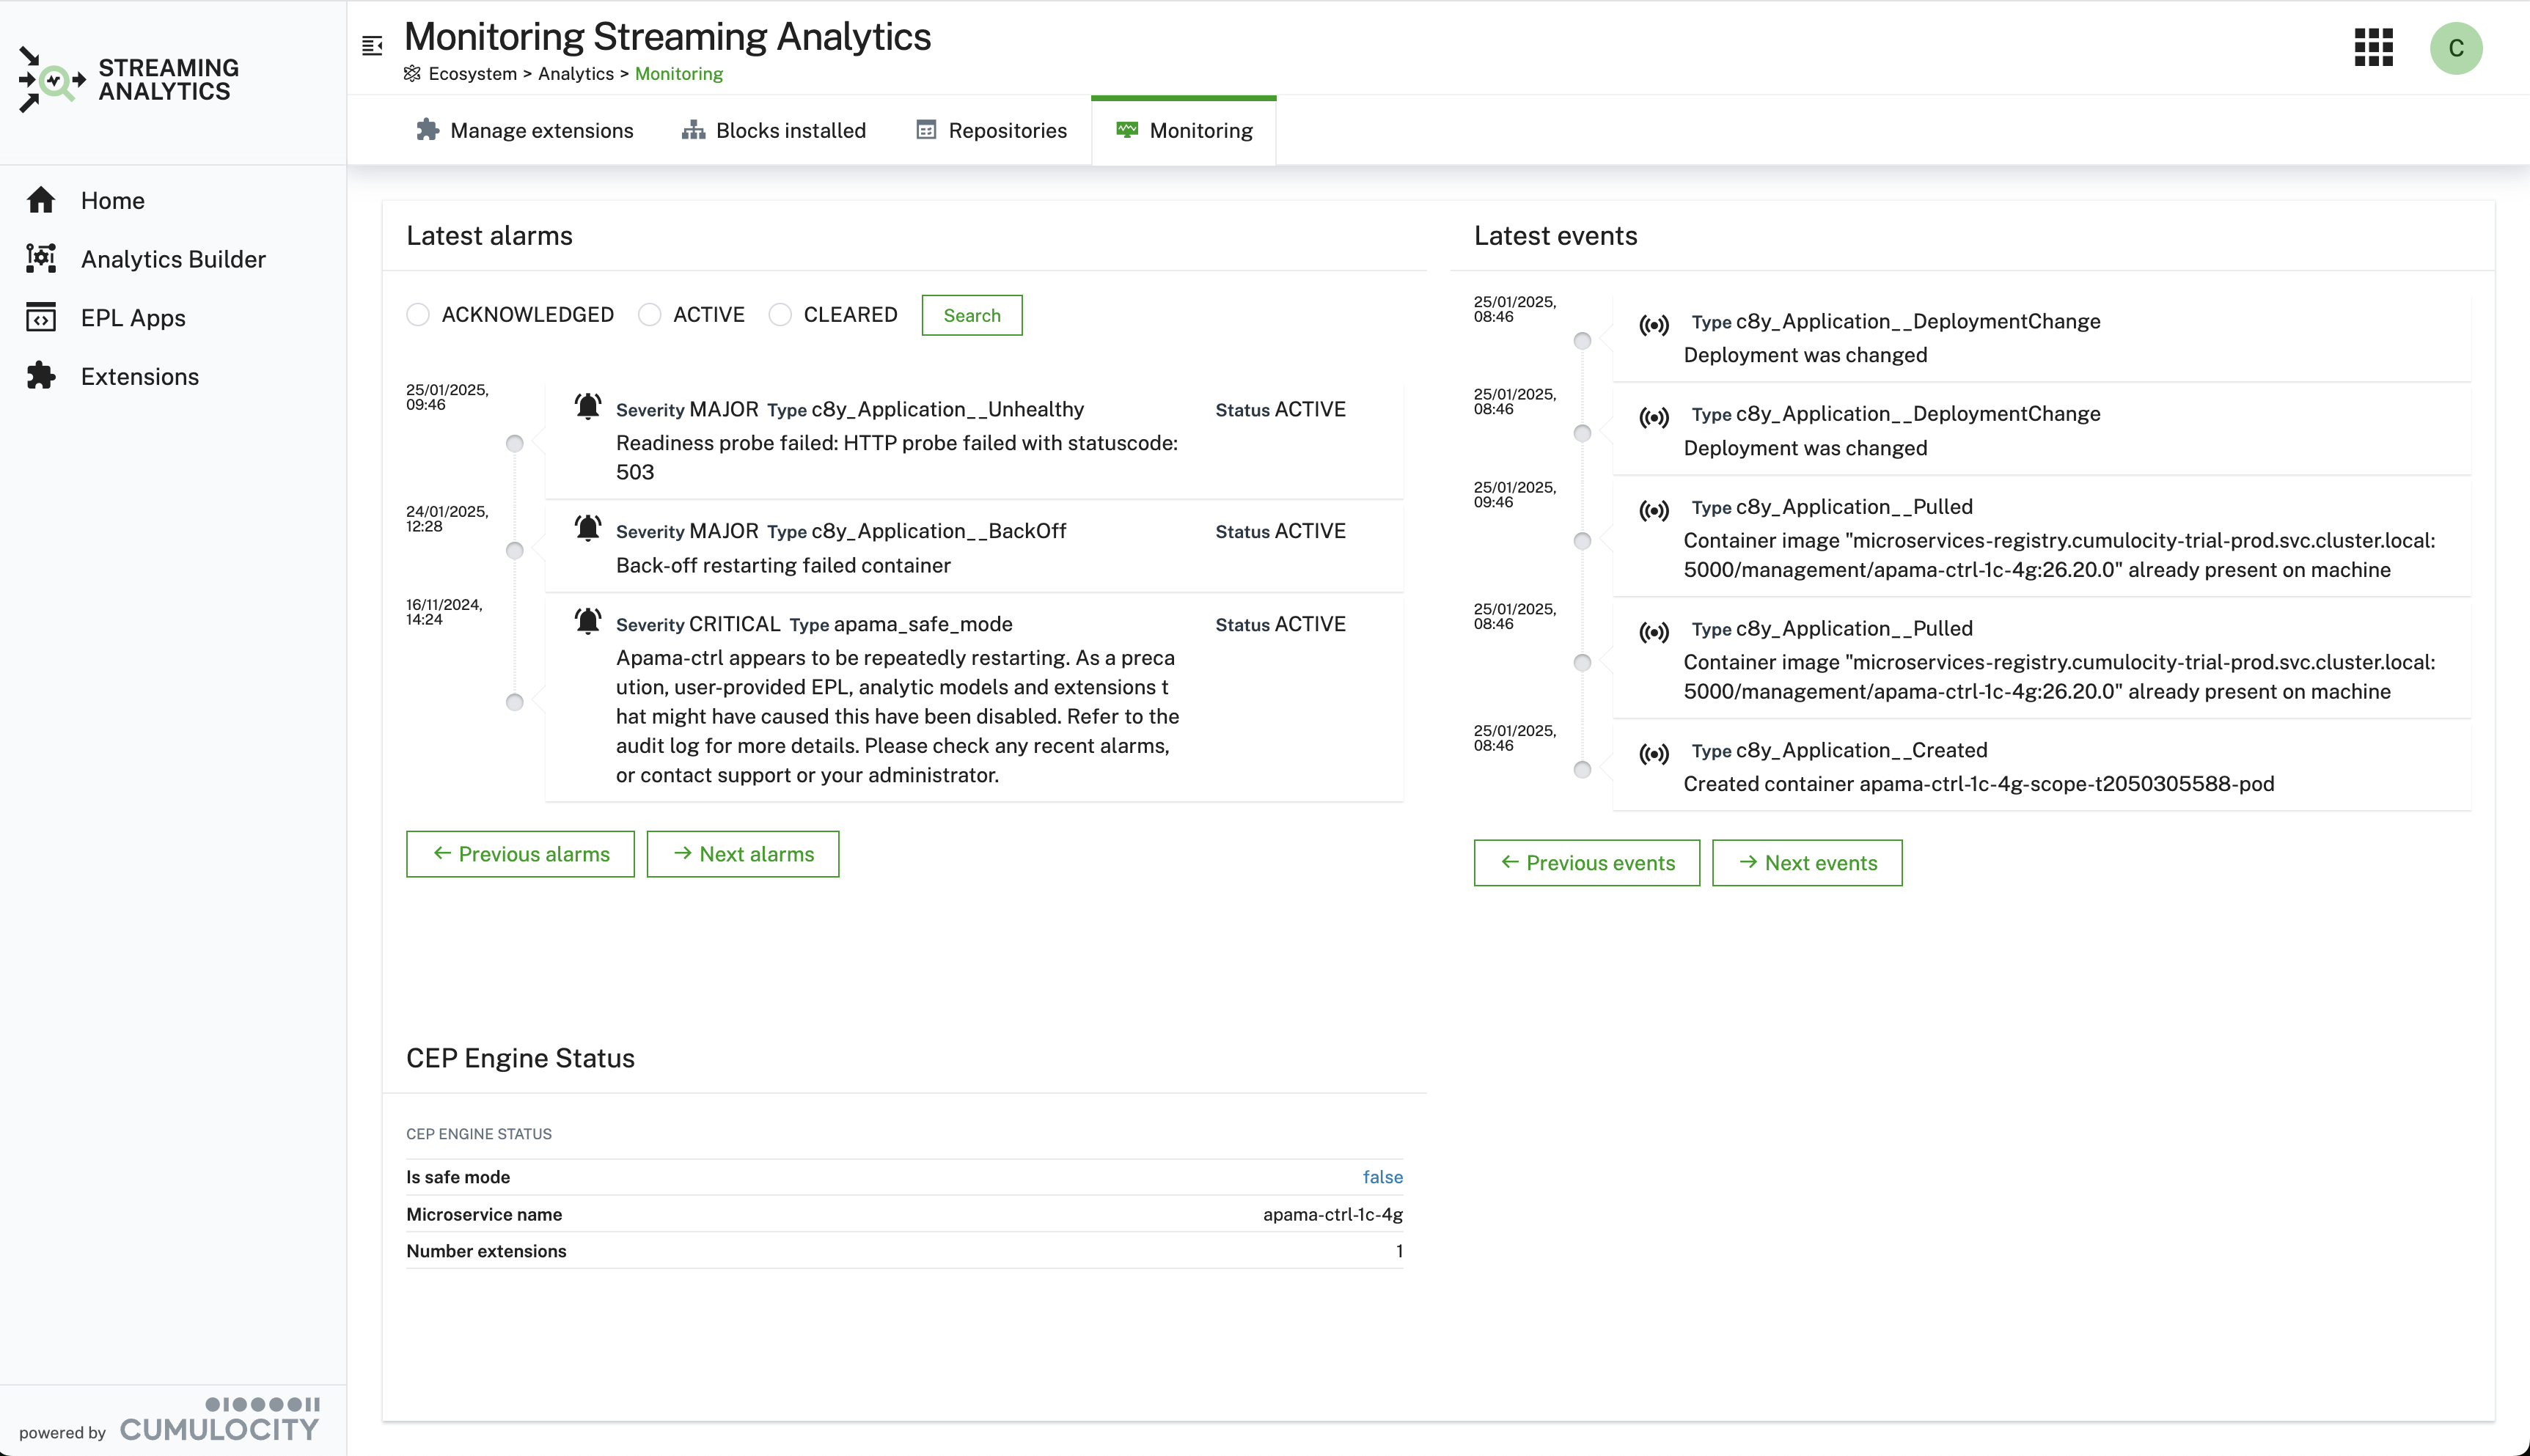 STREAMING
ANALYTICS
Home
Analytics Builder
EPL Apps
Extensions
powered by CUMULOCITY
Monitoring Streaming Analytics
Ecosystem > Analytics > Monitoring
C
Manage extensions
Blocks installed
Repositories
Monitoring
Latest alarms
ACKNOWLEDGED ACTIVE CLEARED Search
25/01/2025,
09:46
Severity MAJOR Type c8y_Application__Unhealthy Status ACTIVE
Readiness probe failed: HTTP probe failed with statuscode:
503
24/01/2025,
12:28
Severity MAJOR Type c8y_Application__BackOff Status ACTIVE
Back-off restarting failed container
16/11/2024,
14:24
Severity CRITICAL Type apama_safe_mode Status ACTIVE
Apama-ctrl appears to be repeatedly restarting. As a preca
ution, user-provided EPL, analytic models and extensions t
hat might have caused this have been disabled. Refer to the
audit log for more details. Please check any recent alarms,
or contact support or your administrator.
← Previous alarms
→ Next alarms
Latest events
25/01/2025,
08:46
Type c8y_Application__DeploymentChange
Deployment was changed
25/01/2025,
08:46
Type c8y_Application__DeploymentChange
Deployment was changed
25/01/2025,
09:46
Type c8y_Application__Pulled
Container image "microservices-registry.cumulocity-trial-prod.svc.cluster.local:
5000/management/apama-ctrl-1c-4g:26.20.0" already present on machine
25/01/2025,
08:46
Type c8y_Application__Pulled
Container image "microservices-registry.cumulocity-trial-prod.svc.cluster.local:
5000/management/apama-ctrl-1c-4g:26.20.0" already present on machine
25/01/2025,
08:46
Type c8y_Application__Created
Created container apama-ctrl-1c-4g-scope-t2050305588-pod
← Previous events
→ Next events
CEP Engine Status
CEP ENGINE STATUS
Is safe mode false
Microservice name apama-ctrl-1c-4g
Number extensions 1